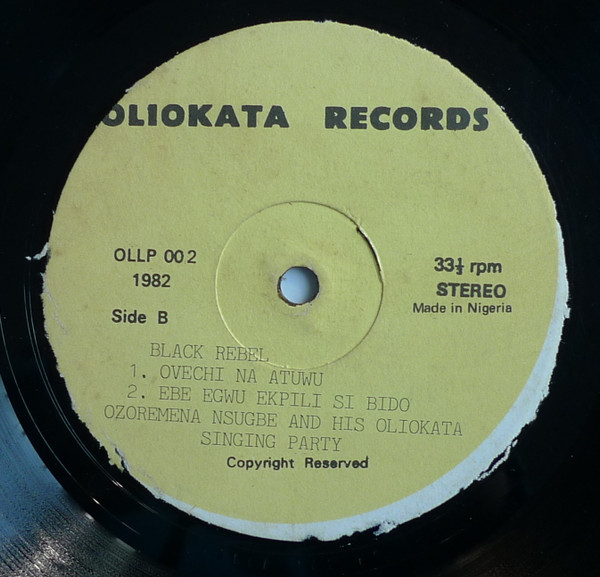 OLIOKATA RECORDS
OLLP 002
1982
Side B
33⅓ rpm
STEREO
Made in Nigeria
BLACK REBEL
1. OVECHI NA ATUWU
2. EBE EGWU EKPILI SI BIDO
OZOREMENA NSUGBE AND HIS OLIOKATA
SINGING PARTY
Copyright Reserved